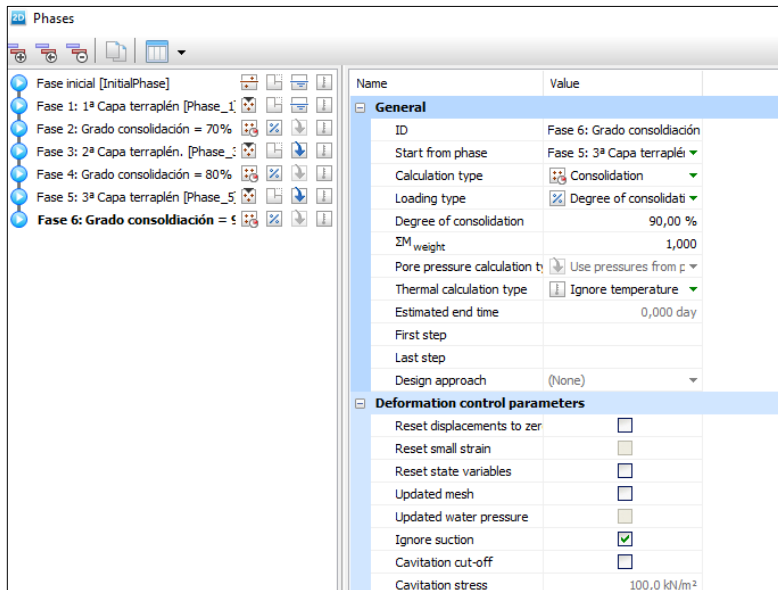 2D Phases
Fase inicial [InitialPhase]
Fase 1: 1ª Capa terraplén [Phase_1]
Fase 2: Grado consolidación = 70%
Fase 3: 2ª Capa terraplén. [Phase_3
Fase 4: Grado consolidación = 80%
Fase 5: 3ª Capa terraplén [Phase_5]
Fase 6: Grado consoldiación = 9
Name Value
General
ID Fase 6: Grado consoldiación
Start from phase Fase 5: 3ª Capa terraplé
Calculation type Consolidation
Loading type Degree of consolidati
Degree of consolidation 90,00 %
ΣM weight 1,000
Pore pressure calculation t Use pressures from p
Thermal calculation type Ignore temperature
Estimated end time 0,000 day
First step
Last step
Design approach (None)
Deformation control parameters
Reset displacements to zer
Reset small strain
Reset state variables
Updated mesh
Updated water pressure
Ignore suction
Cavitation cut-off
Cavitation stress 100,0 kN/m²